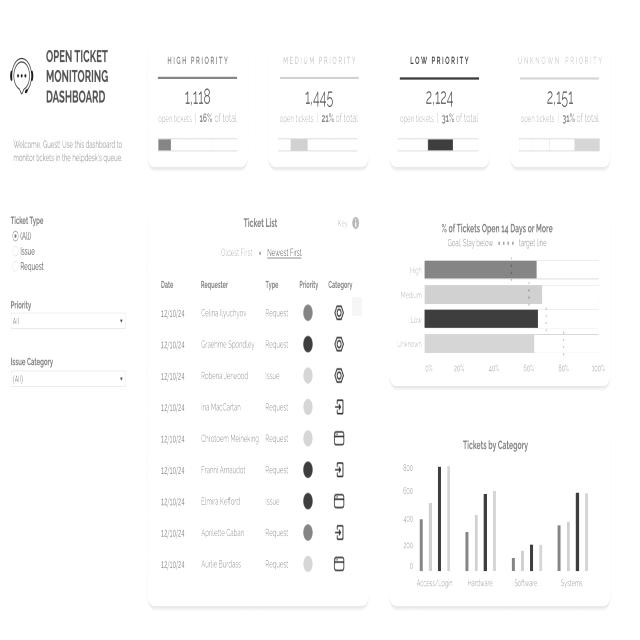 OPEN TICKET
MONITORING
DASHBOARD
Welcome, Guest! Use this dashboard to
monitor tickets in the helpdesk's queue.
HIGH PRIORITY
1,118
open tickets | 16% of total
MEDIUM PRIORITY
1,445
open tickets | 21% of total
LOW PRIORITY
2,124
open tickets | 31% of total
UNKNOWN PRIORITY
2,151
open tickets | 31% of total
Ticket Type
(All)
Issue
Request
Priority
All
Issue Category
(All)
Ticket List
Key
Oldest First • Newest First
Date Requester Type Priority Category
12/10/24 Celina Ilyuchyov Request
12/10/24 Graehme Spondley Request
12/10/24 Robena Jerwood Issue
12/10/24 Ina MacCartan Request
12/10/24 Chrotoem Meineking Request
12/10/24 Franni Arnaudot Request
12/10/24 Elmira Kefford Issue
12/10/24 Aprilette Caban Request
12/10/24 Aurlie Burdass Request
% of Tickets Open 14 Days or More
Goal: Stay below •••• target line
High
Medium
Low
Unknown
0% 20% 40% 60% 80% 100%
Tickets by Category
800
600
400
200
0
Access/Login Hardware Software Systems